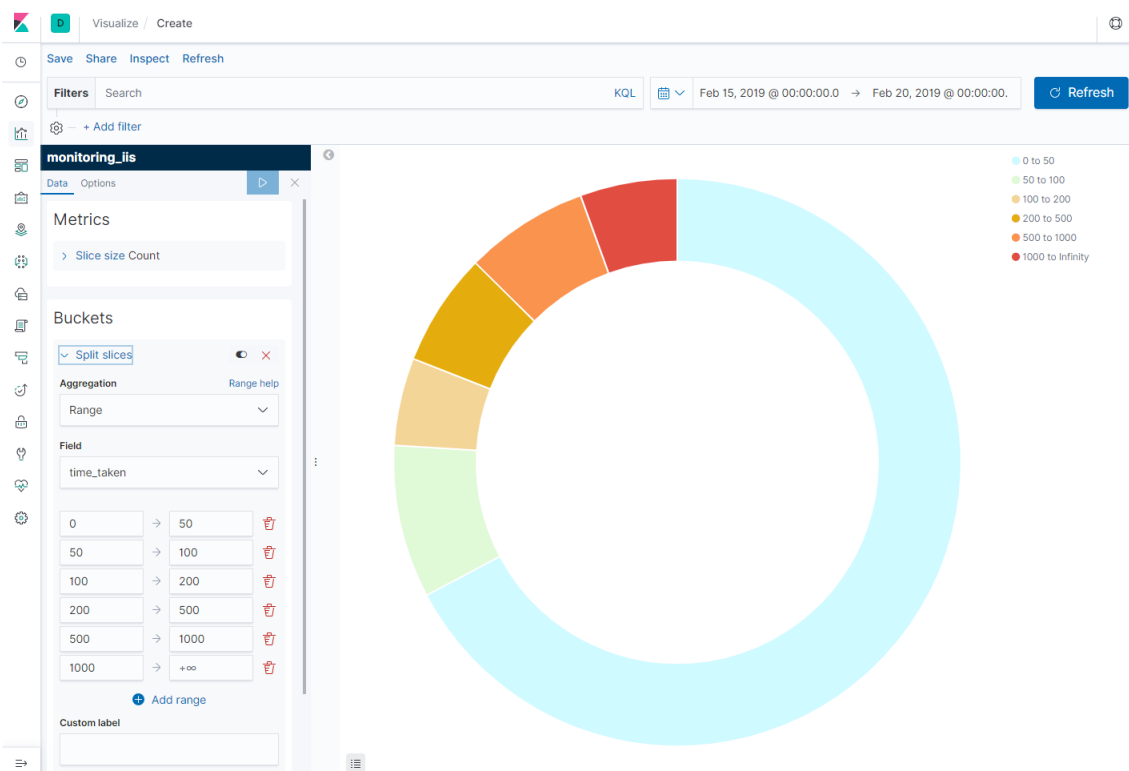 D Visualize / Create
Save Share Inspect Refresh
Filters Search KQL Feb 15, 2019 @ 00:00:00.0 → Feb 20, 2019 @ 00:00:00. Refresh
+ Add filter
monitoring_iis
Data Options
Metrics
Slice size Count
Buckets
Split slices
Aggregation Range help
Range
Field
time_taken
0 → 50
50 → 100
100 → 200
200 → 500
500 → 1000
1000 → +∞
Add range
Custom label
0 to 50
50 to 100
100 to 200
200 to 500
500 to 1000
1000 to Infinity